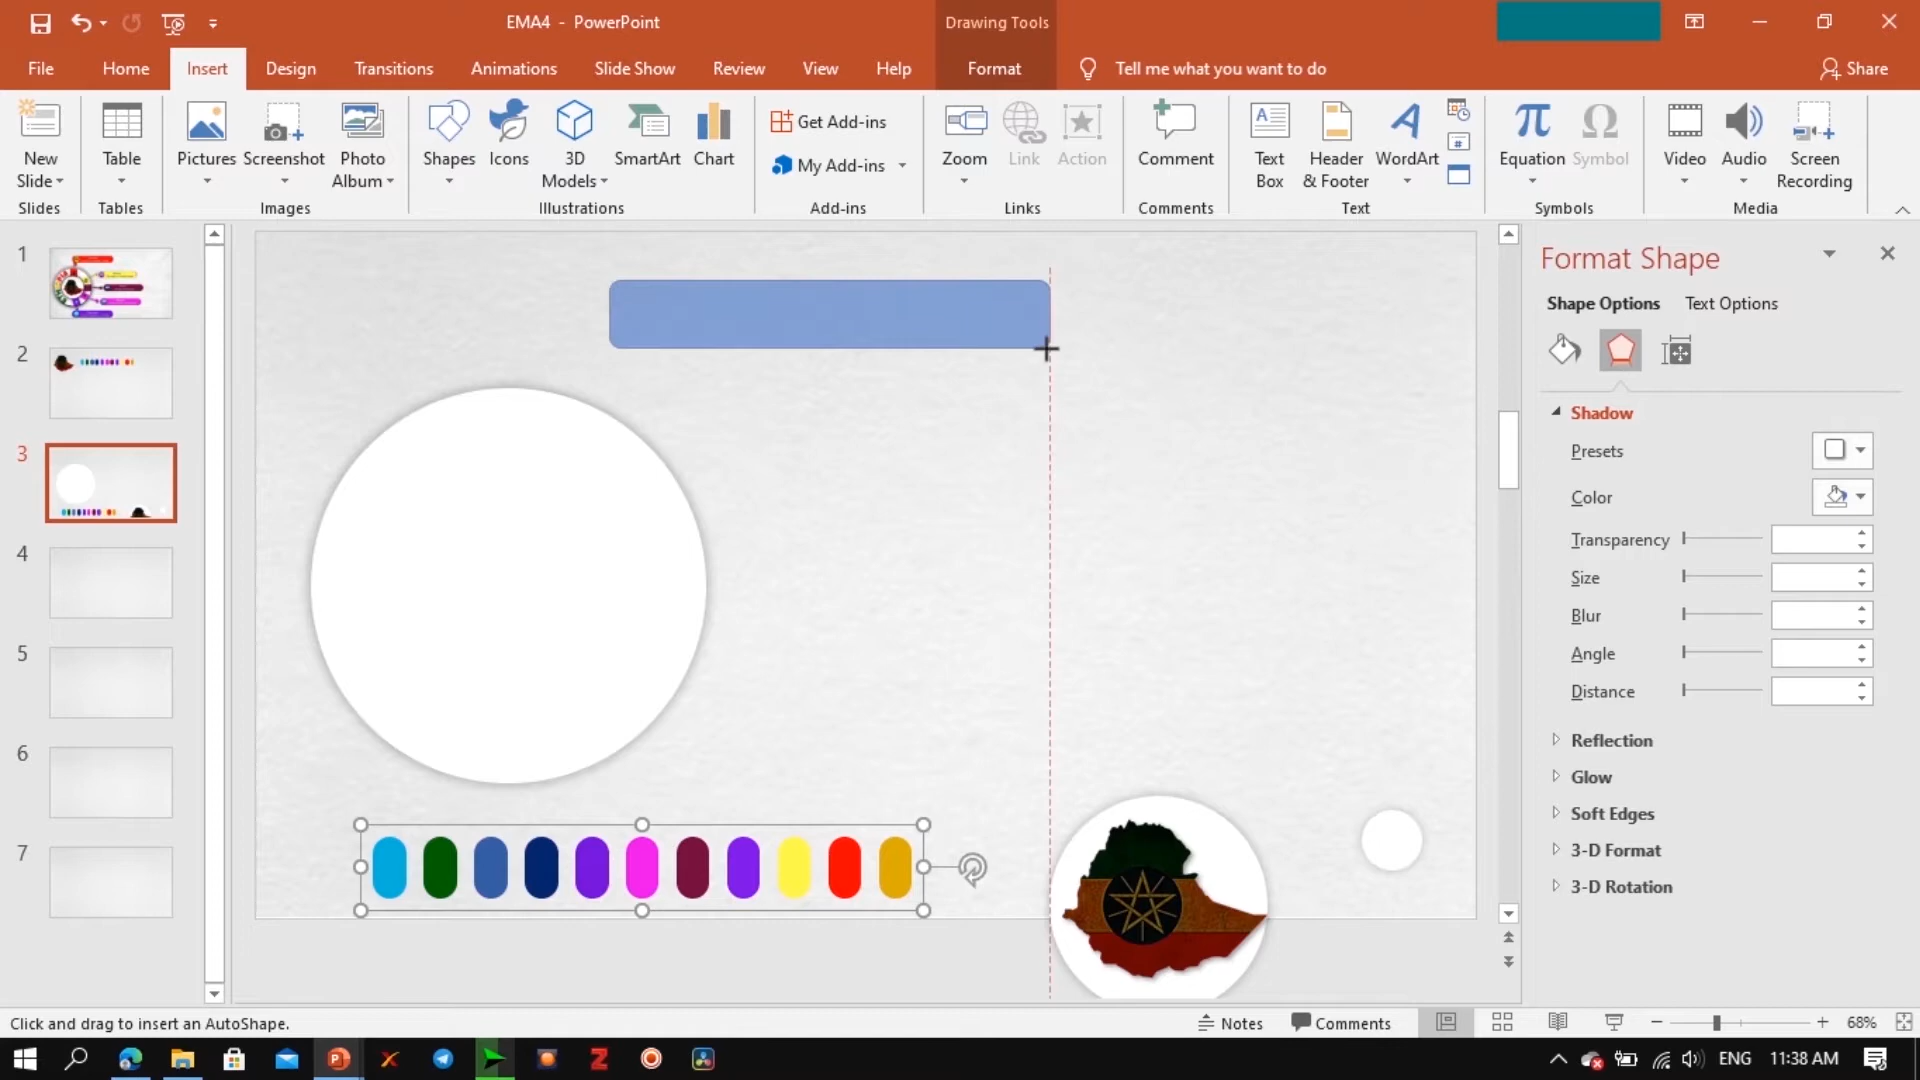 EMA4 - PowerPoint
Drawing Tools
File Home Insert Design Transitions Animations Slide Show Review View Help Format Tell me what you want to do Share
New Slide
Table
Pictures
Screenshot
Photo Album
Shapes
Icons
3D Models
SmartArt
Chart
Get Add-ins
My Add-ins
Zoom
Link
Action
Comment
Text Box
Header & Footer
WordArt
Equation
Symbol
Video
Audio
Screen Recording
Slides Tables Images Illustrations Add-ins Links Comments Text Symbols Media
1
2
3
4
5
6
7
Format Shape
Shape Options Text Options
Shadow
Presets
Color
Transparency
Size
Blur
Angle
Distance
Reflection
Glow
Soft Edges
3-D Format
3-D Rotation
Click and drag to insert an AutoShape.
Notes Comments 68%
ENG 11:38 AM